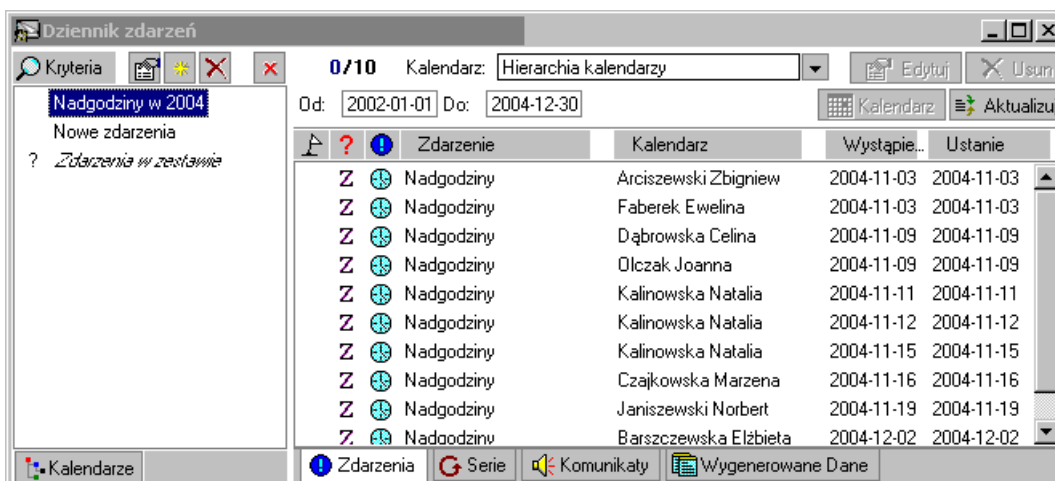 Dziennik zdarzeń
Kryteria 0/10 Kalendarz: Hierarchia kalendarzy Edytuj Usun
Od: 2002-01-01 Do: 2004-12-30 Kalendarz Aktualizu
Nadgodziny w 2004
Nowe zdarzenia
? Zdarzenia w zestawie
? ! Zdarzenie Kalendarz Wystąpie... Ustanie
Z Nadgodziny Arciszewski Zbigniew 2004-11-03 2004-11-03
Z Nadgodziny Faberek Ewelina 2004-11-03 2004-11-03
Z Nadgodziny Dąbrowska Celina 2004-11-09 2004-11-09
Z Nadgodziny Olczak Joanna 2004-11-09 2004-11-09
Z Nadgodziny Kalinowska Natalia 2004-11-11 2004-11-11
Z Nadgodziny Kalinowska Natalia 2004-11-12 2004-11-12
Z Nadgodziny Kalinowska Natalia 2004-11-15 2004-11-15
Z Nadgodziny Czajkowska Marzena 2004-11-16 2004-11-16
Z Nadgodziny Janiszewski Norbert 2004-11-19 2004-11-19
Z Nadgodziny Barszczewska Elżbieta 2004-12-02 2004-12-02
Kalendarze Zdarzenia Serie Komunikaty Wygenerowane Dane